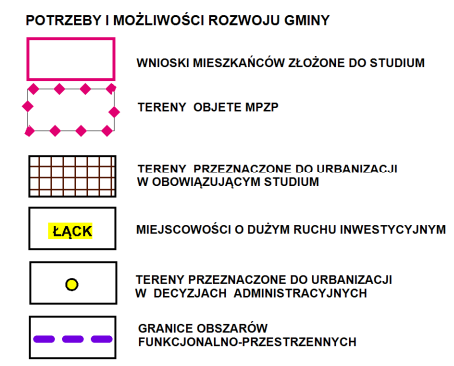 POTRZEBY I MOŻLIWOŚCI ROZWOJU GMINY
WNIOSKI MIESZKAŃCÓW ZŁOŻONE DO STUDIUM
TERENY OBJETE MPZP
TERENY PRZEZNACZONE DO URBANIZACJI
W OBOWIĄZUJĄCYM STUDIUM
ŁĄCK
MIEJSCOWOŚCI O DUŻYM RUCHU INWESTYCYJNYM
TERENY PRZEZNACZONE DO URBANIZACJI
W DECYZJACH ADMINISTRACYJNYCH
GRANICE OBSZARÓW
FUNKCJONALNO-PRZESTRZENNYCH